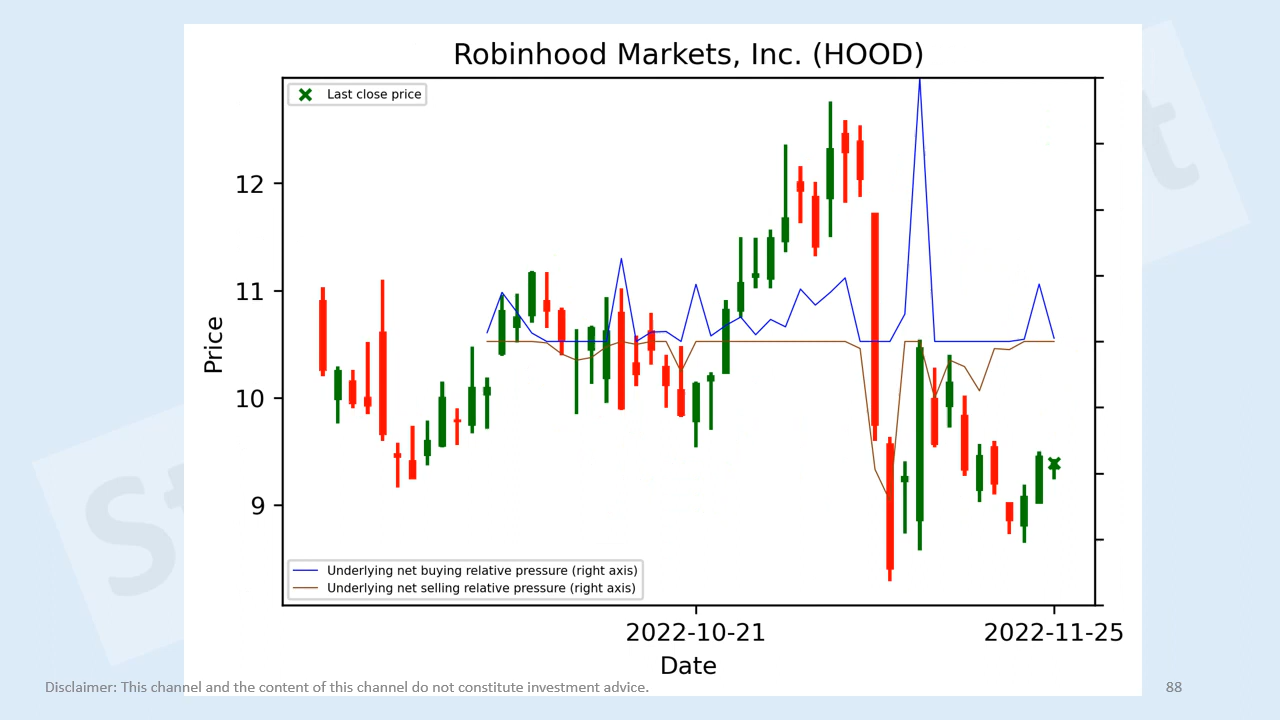 Robinhood Markets, Inc. (HOOD)
Last close price
12
11
10
9
Price
Underlying net buying relative pressure (right axis)
Underlying net selling relative pressure (right axis)
2022-10-21
2022-11-25
Date
Disclaimer: This channel and the content of this channel do not constitute investment advice.
88